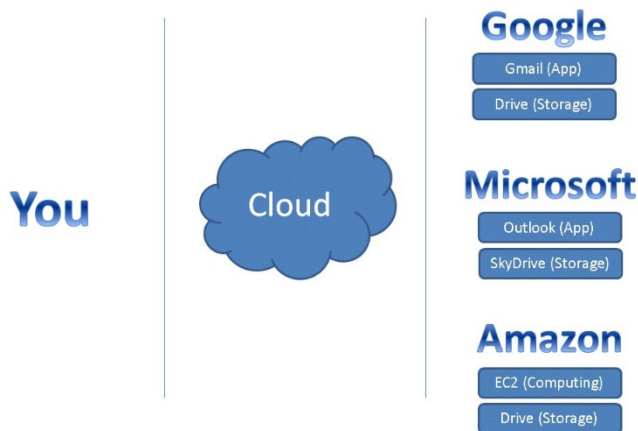 You
Cloud
Google
Gmail (App)
Drive (Storage)
Microsoft
Outlook (App)
SkyDrive (Storage)
Amazon
EC2 (Computing)
Drive (Storage)